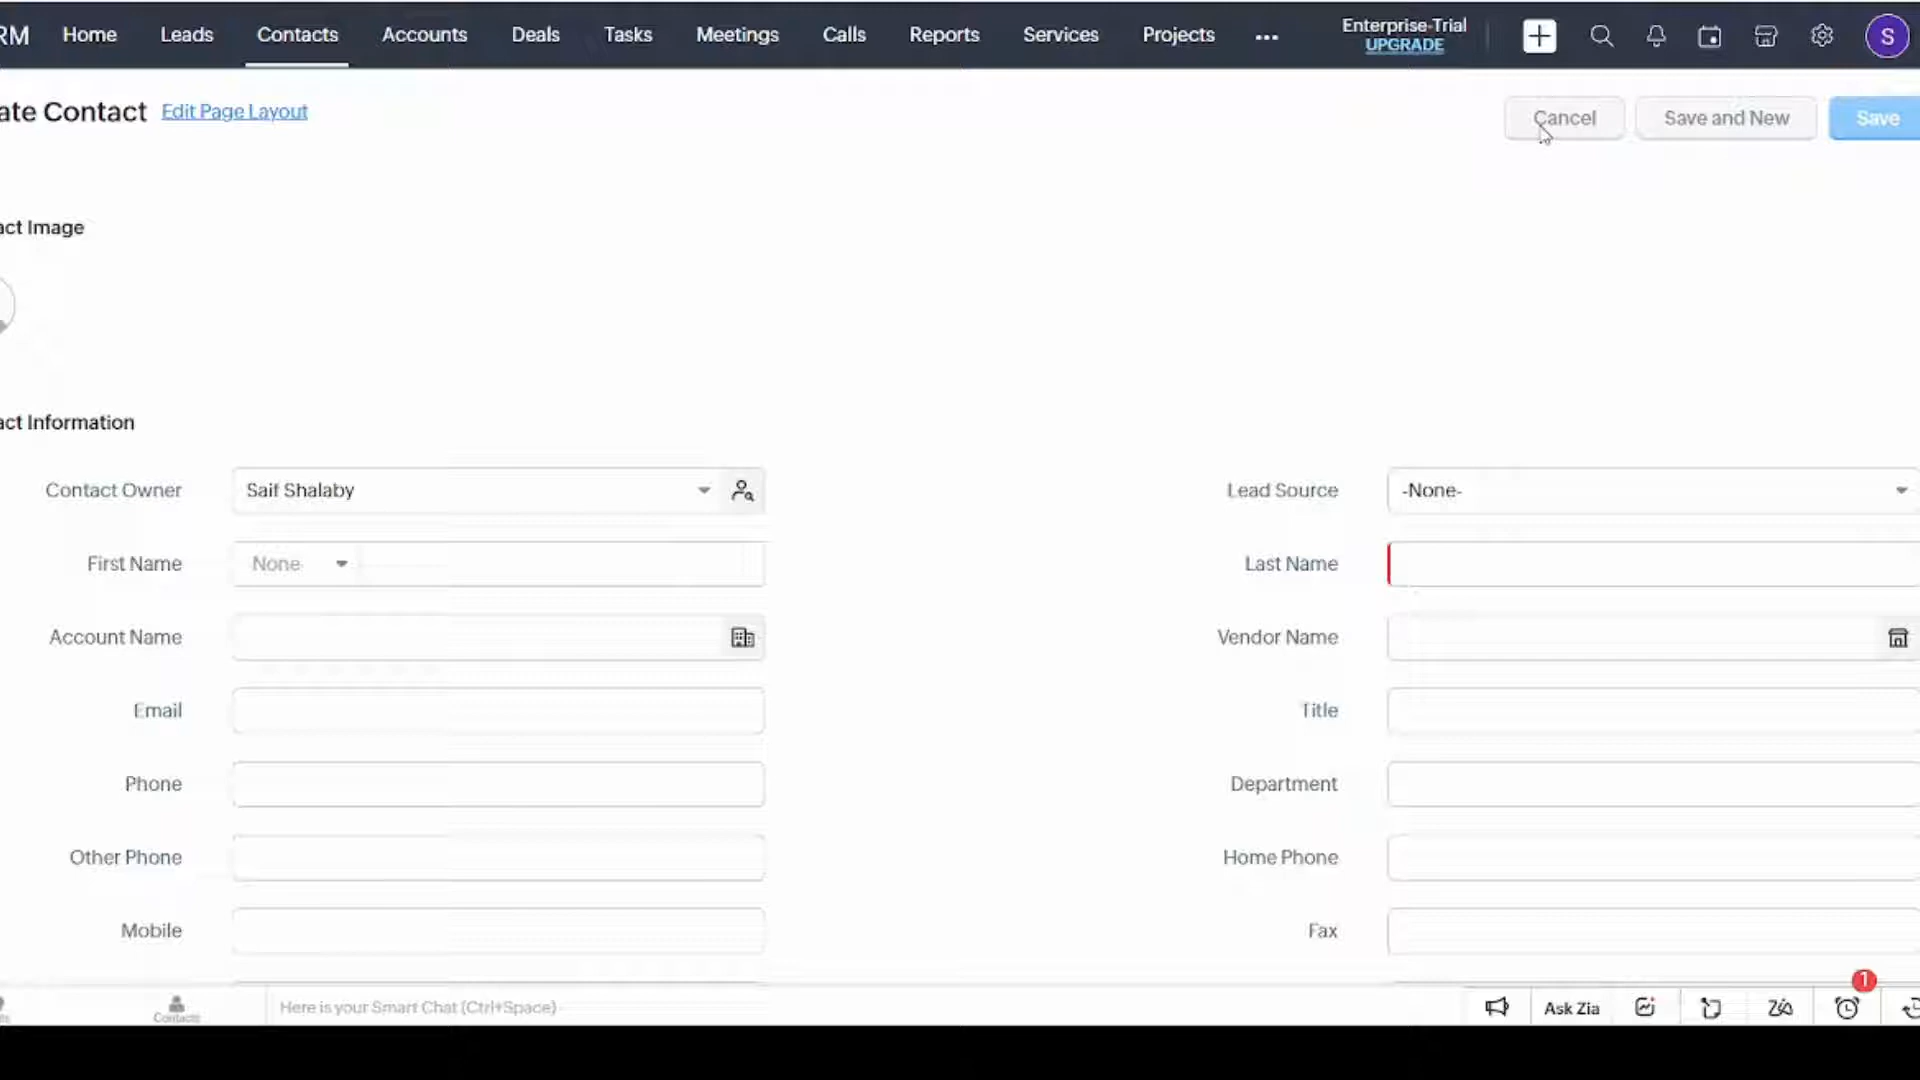 RM Home Leads Contacts Accounts Deals Tasks Meetings Calls Reports Services Projects ••• Enterprise-Trial S
UPGRADE
ate Contact Edit Page Layout Cancel Save and New Save
act Image
act Information
Contact Owner Saif Shalaby Lead Source -None-
First Name None Last Name
Account Name Vendor Name
Email Title
Phone Department
Other Phone Home Phone
Mobile Fax
1
Contacts Here is your Smart Chat (Ctrl+Space) Ask Zia